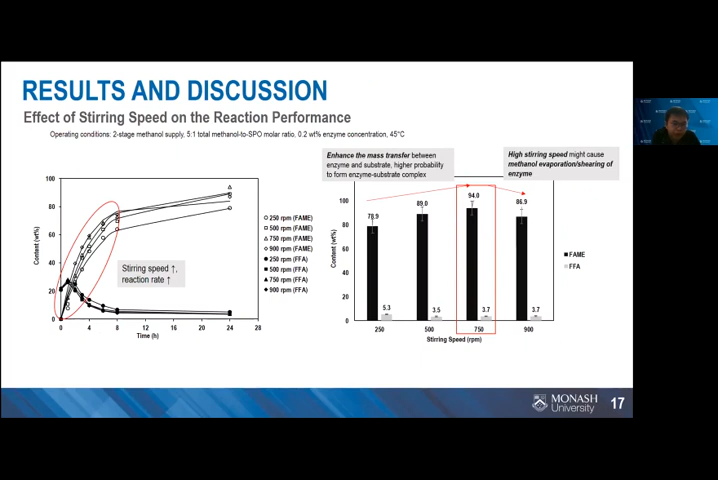 RESULTS AND DISCUSSION
Effect of Stirring Speed on the Reaction Performance
Operating conditions: 2-stage methanol supply, 5:1 total methanol-to-SPO molar ratio, 0.2 wt% enzyme concentration, 45°C
Enhance the mass transfer between
enzyme and substrate, higher probability
to form enzyme-substrate complex
High stirring speed might cause
methanol evaporation/shearing of
enzyme
100
80
60
40
20
0
Content (wt%)
0 4 8 12 16 20 24 28
Time (h)
Stirring speed ↑,
reaction rate ↑
250 rpm (FAME)
500 rpm (FAME)
750 rpm (FAME)
900 rpm (FAME)
250 rpm (FFA)
500 rpm (FFA)
750 rpm (FFA)
900 rpm (FFA)
100
80
60
40
20
0
Content (wt%)
78.9 89.0 94.0 86.9
5.3 3.5 3.7 3.7
250 500 750 900
Stirring Speed (rpm)
FAME
FFA
MONASH
University
17